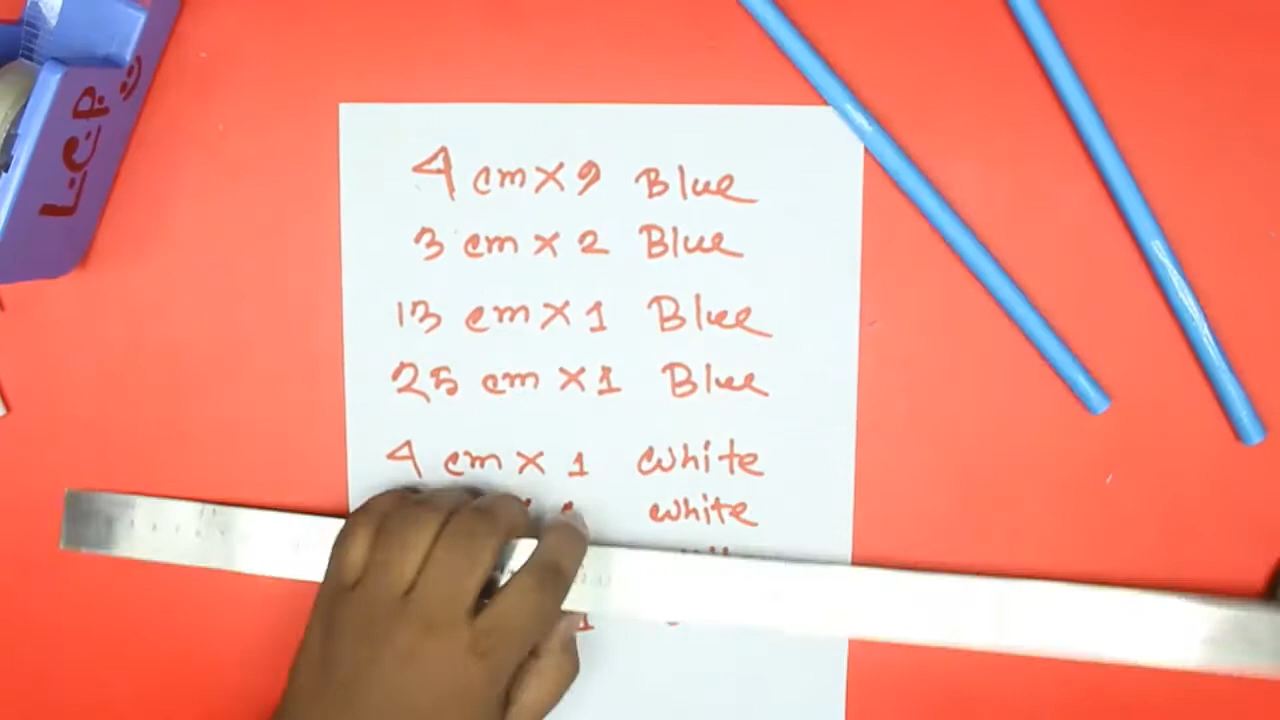 L.C.P.
4 cm X 9 Blue
3 cm X 2 Blue
13 cm X 1 Blue
25 cm X 1 Blue
4 cm X 1 white
white
1